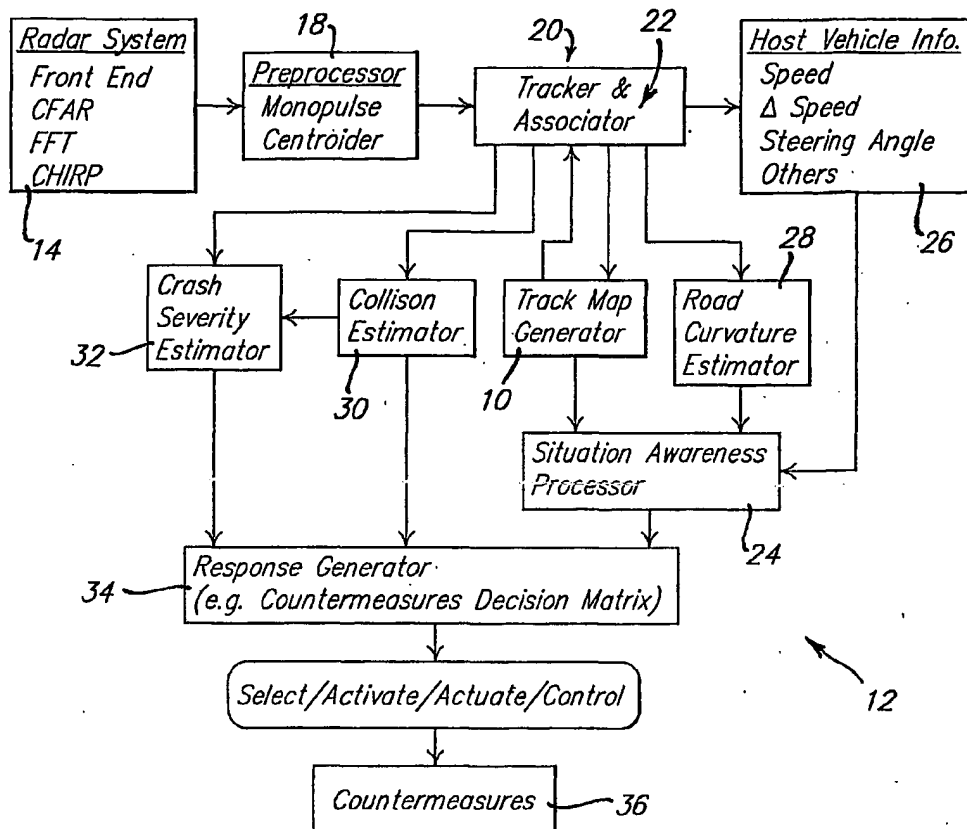 Radar System
Front End
CFAR
FFT
CHIRP
14
18
Preprocessor
Monopulse
Centroider
20
22
Tracker &
Associator
Host Vehicle Info.
Speed
Δ Speed
Steering Angle
Others
26
Crash
Severity
Estimator
32
Collison
Estimator
30
Track Map
Generator
10
28
Road
Curvature
Estimator
Situation Awareness
Processor
24
34
Response Generator
(e.g. Countermeasures Decision Matrix)
Select/Activate/Actuate/Control
12
Countermeasures
36